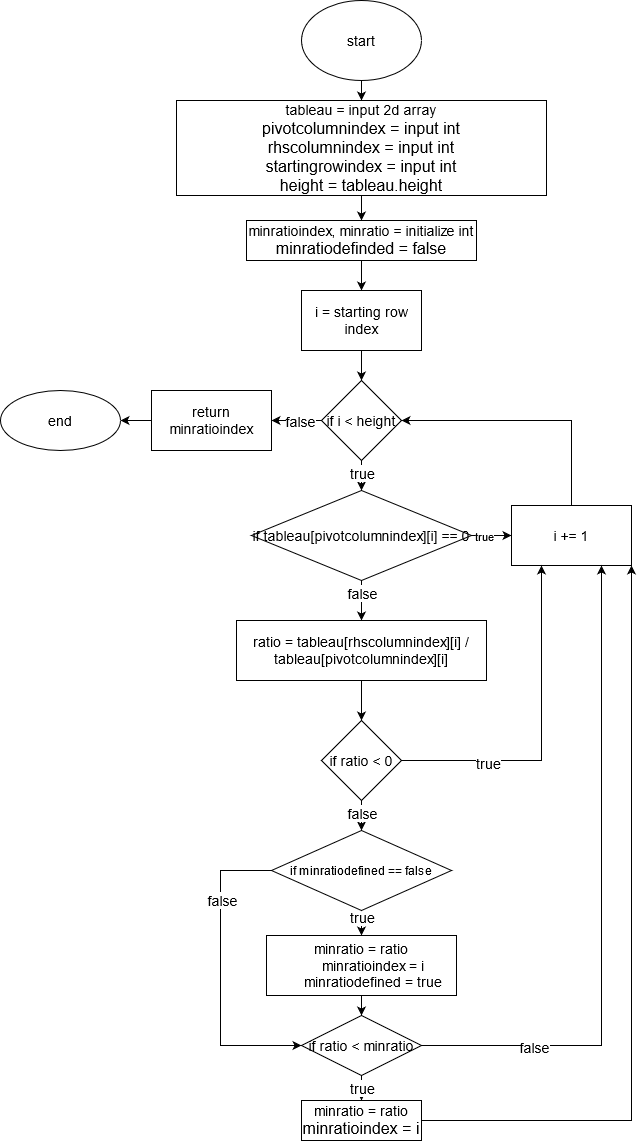 start
tableau = input 2d array
pivotcolumnindex = input int
rhscolumnindex = input int
startingrowindex = input int
height = tableau.height
minratioindex, minratio = initialize int
minratiodefinded = false
i = starting row
index
if i < height
false
return
minratioindex
end
true
if tableau[pivotcolumnindex][i] == 0
true
i += 1
false
ratio = tableau[rhscolumnindex][i] /
tableau[pivotcolumnindex][i]
if ratio < 0
true
false
if minratiodefined == false
false
true
minratio = ratio
minratioindex = i
minratiodefined = true
if ratio < minratio
false
true
minratio = ratio
minratioindex = i